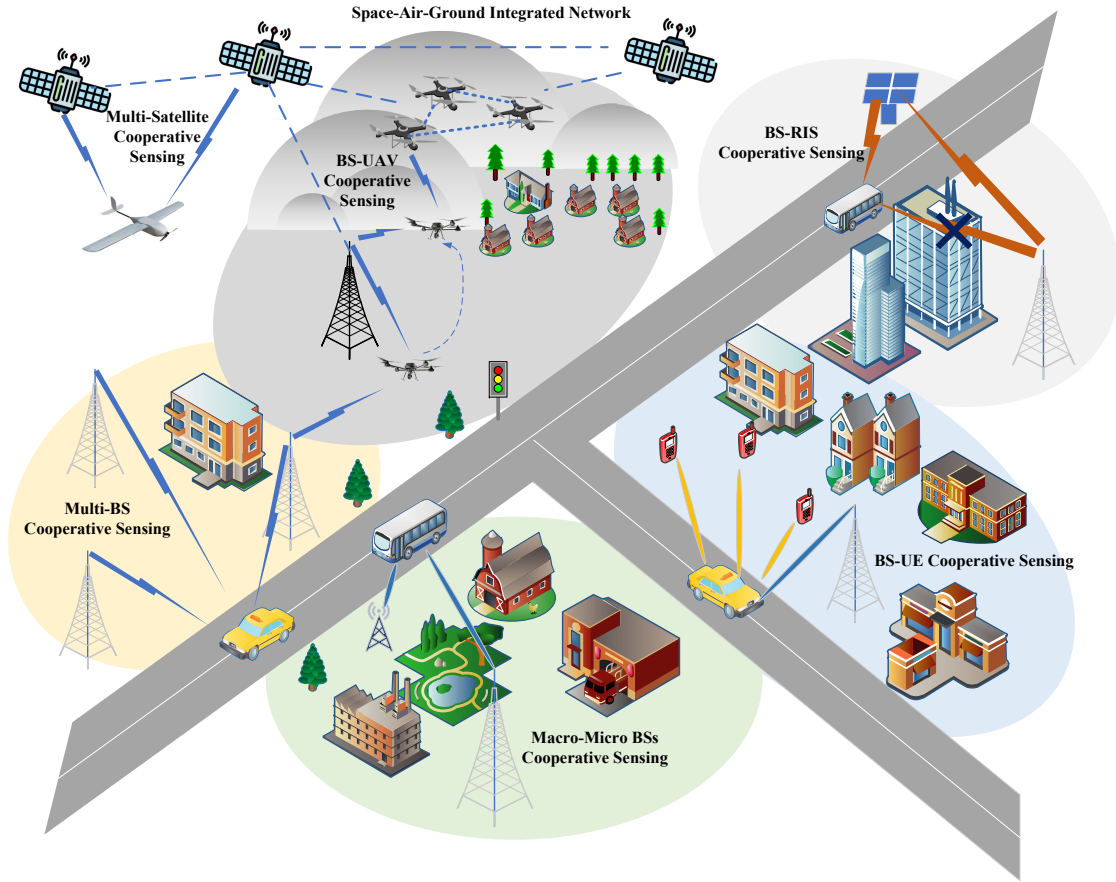 Space-Air-Ground Integrated Network
Multi-Satellite
Cooperative
Sensing
BS-UAV
Cooperative
Sensing
BS-RIS
Cooperative Sensing
Multi-BS
Cooperative Sensing
BS-UE Cooperative Sensing
Macro-Micro BSs
Cooperative Sensing